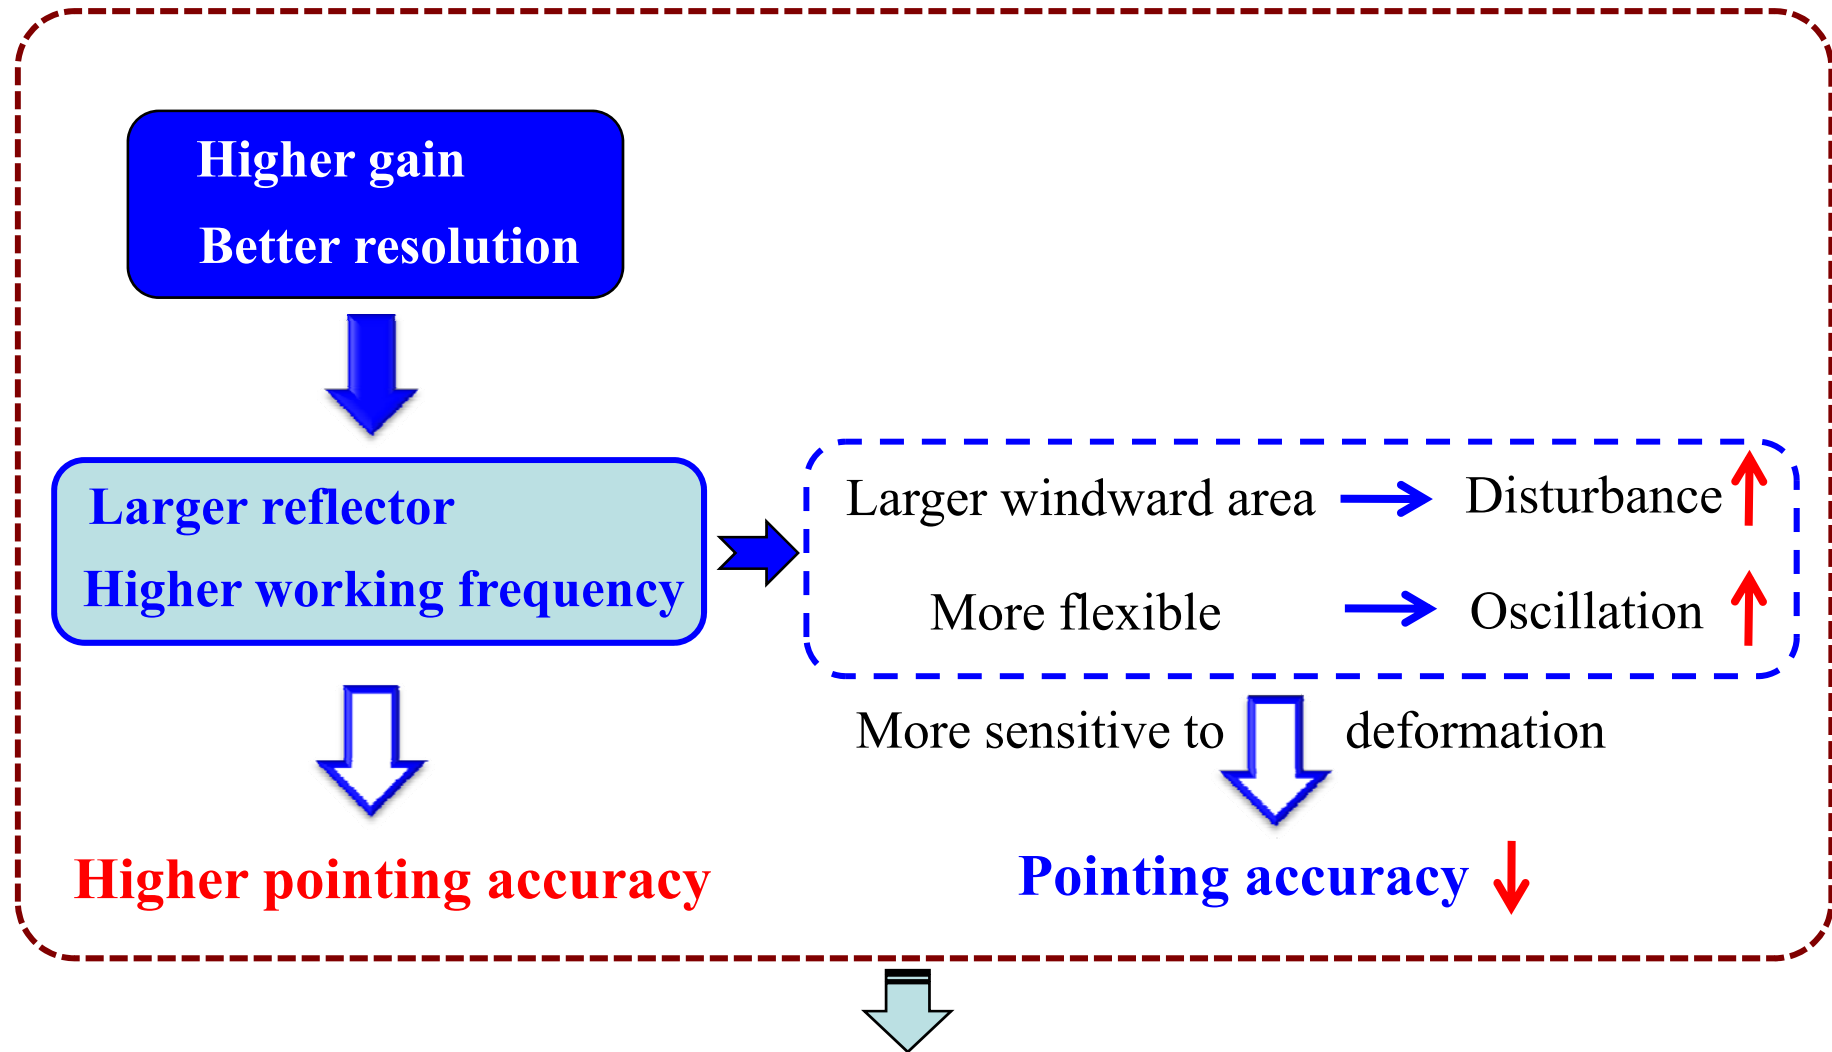 Higher gain
Better resolution
Larger reflector
Higher working frequency
Larger windward area Disturbance
More flexible Oscillation
More sensitive to deformation
Higher pointing accuracy
Pointing accuracy